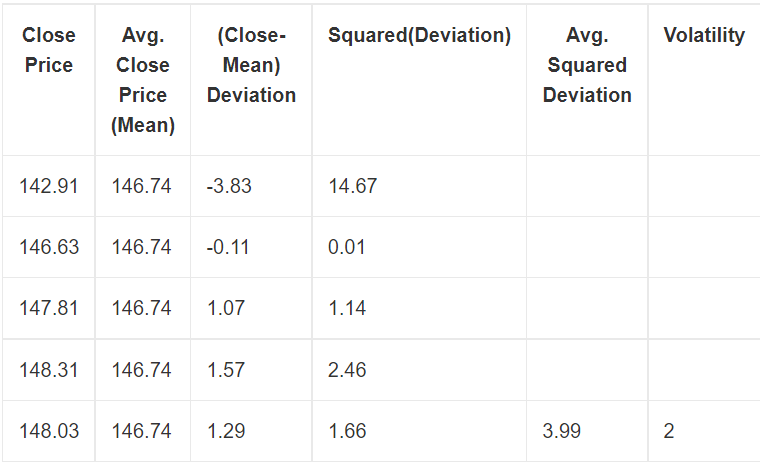 Close Price	Avg. Close Price (Mean)	(Close-Mean) Deviation	Squared(Deviation)	Avg. Squared Deviation	Volatility
142.91	146.74	-3.83	14.67
146.63	146.74	-0.11	0.01
147.81	146.74	1.07	1.14
148.31	146.74	1.57	2.46
148.03	146.74	1.29	1.66	3.99	2